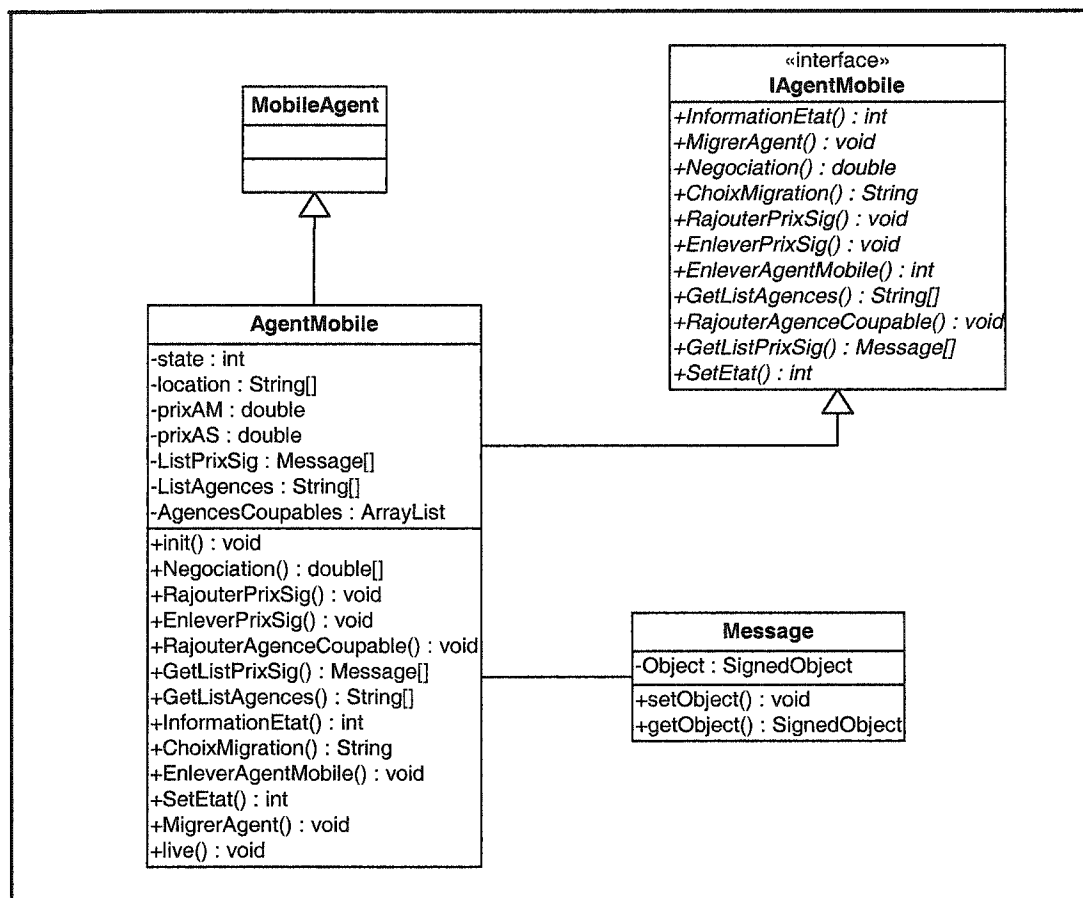 MobileAgent
«interface»
IAgentMobile
+InformationEtat() : int
+MigrerAgent() : void
+Negociation() : double
+ChoixMigration() : String
+RajouterPrixSig() : void
+EnleverPrixSig() : void
+EnleverAgentMobile() : int
+GetListAgences() : String[]
+RajouterAgenceCoupable() : void
+GetListPrixSig() : Message[]
+SetEtat() : int
AgentMobile
-state : int
-location : String[]
-prixAM : double
-prixAS : double
-ListPrixSig : Message[]
-ListAgences : String[]
-AgencesCoupables : ArrayList
+init() : void
+Negociation() : double[]
+RajouterPrixSig() : void
+EnleverPrixSig() : void
+RajouterAgenceCoupable() : void
+GetListPrixSig() : Message[]
+GetListAgences() : String[]
+InformationEtat() : int
+ChoixMigration() : String
+EnleverAgentMobile() : void
+SetEtat() : int
+MigrerAgent() : void
+live() : void
Message
-Object : SignedObject
+setObject() : void
+getObject() : SignedObject